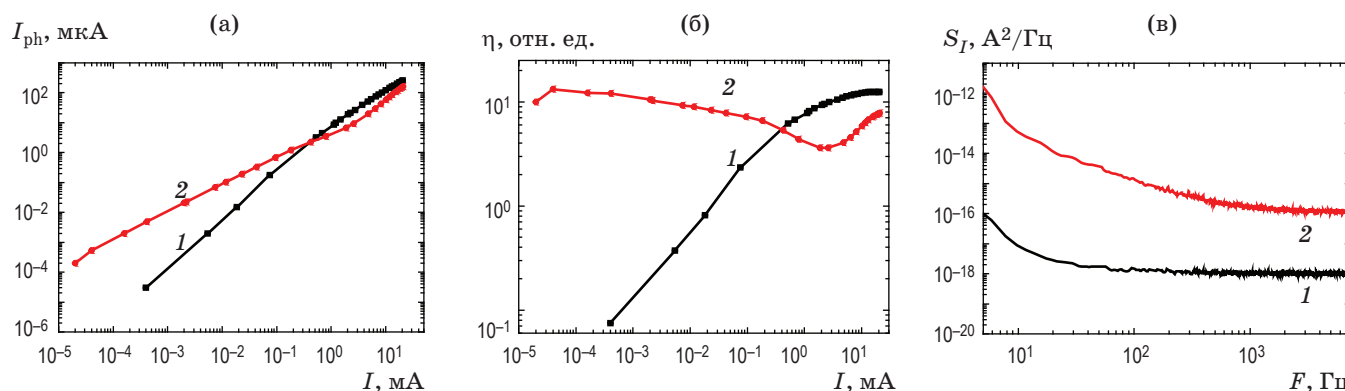 (а) (б) (в)
I_ph, мкА η, отн. ед. S_I, А²/Гц
10² 10¹ 10⁻¹²
10⁰ 10⁻¹⁴
10⁻² 10⁰ 10⁻¹⁶
10⁻⁴ 10⁻¹⁸
10⁻⁶ 10⁻¹ 10⁻²⁰
1 2
1 2
1 2
10⁻⁵ 10⁻⁴ 10⁻³ 10⁻² 10⁻¹ 10⁰ 10¹
10⁻⁵ 10⁻⁴ 10⁻³ 10⁻² 10⁻¹ 10⁰ 10¹
10¹ 10² 10³
I, мА I, мА F, Гц